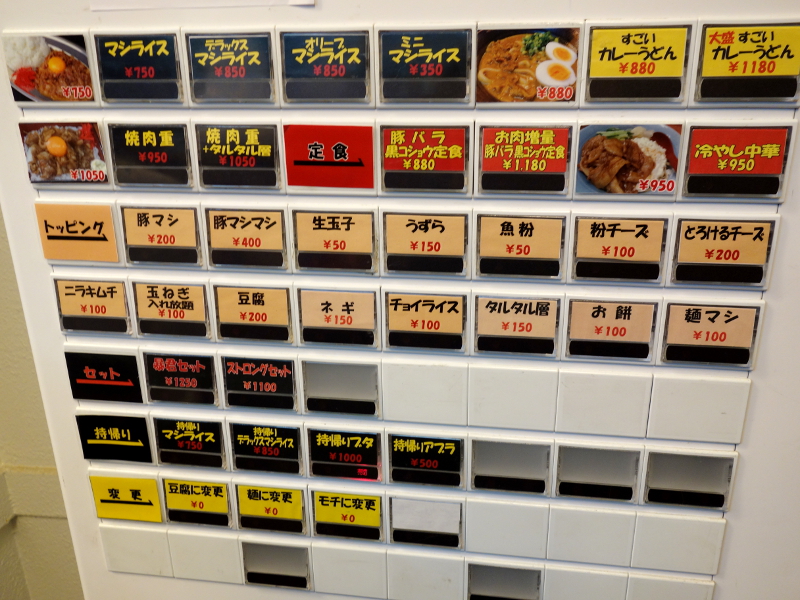 ¥750
マシライス
¥750
デラックス
マシライス
¥850
オリーブ
マシライス
¥850
ミニ
マシライス
¥350
¥880
すごい
カレーうどん
¥880
大盛すごい
カレーうどん
¥1180
¥1050
焼肉重
¥950
焼肉重
+タルタル層
¥1050
定食
豚バラ
黒コショウ定食
¥880
お肉増量
豚バラ黒コショウ定食
¥1.180
¥950
冷やし中華
¥950
トッピング
豚マシ
¥200
豚マシマシ
¥400
生玉子
¥50
うずら
¥150
魚粉
¥50
粉チーズ
¥100
とろけるチーズ
¥200
ニラキムチ
¥100
玉ねぎ
入れ放題
¥100
豆腐
¥200
ネギ
¥150
チョイライス
¥100
タルタル層
¥150
お餅
¥100
麺マシ
¥100
セット
暴君セット
¥1250
ストロングセット
¥1100
持帰り
持帰り
マシライス
¥750
持帰り
デラックスマシライス
¥850
持帰りブタ
¥1000
持帰りアブラ
¥500
変更
豆腐に変更
¥0
麺に変更
¥0
モチに変更
¥0